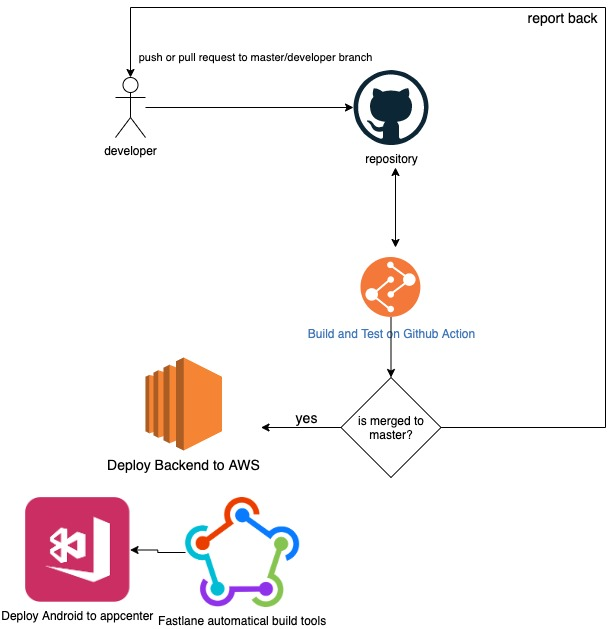 report back
push or pull request to master/developer branch
developer
repository
Build and Test on Github Action
is merged to
master?
yes
Deploy Backend to AWS
Deploy Android to appcenter
Fastlane automatical build tools